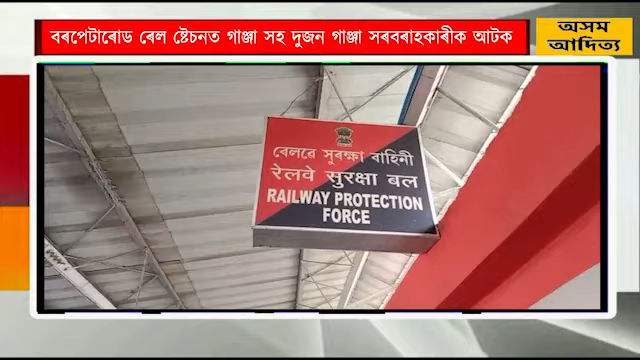 বৰপেটাৰোড ৰেল ষ্টেচনত গাঞ্জা সহ দুজন গাঞ্জা সৰবৰাহকাৰীক আটক
অসম
আদিত্য
ৰেলৱে সুৰক্ষা বাহিনী
रेलवे सुरक्षा बल
RAILWAY PROTECTION
FORCE